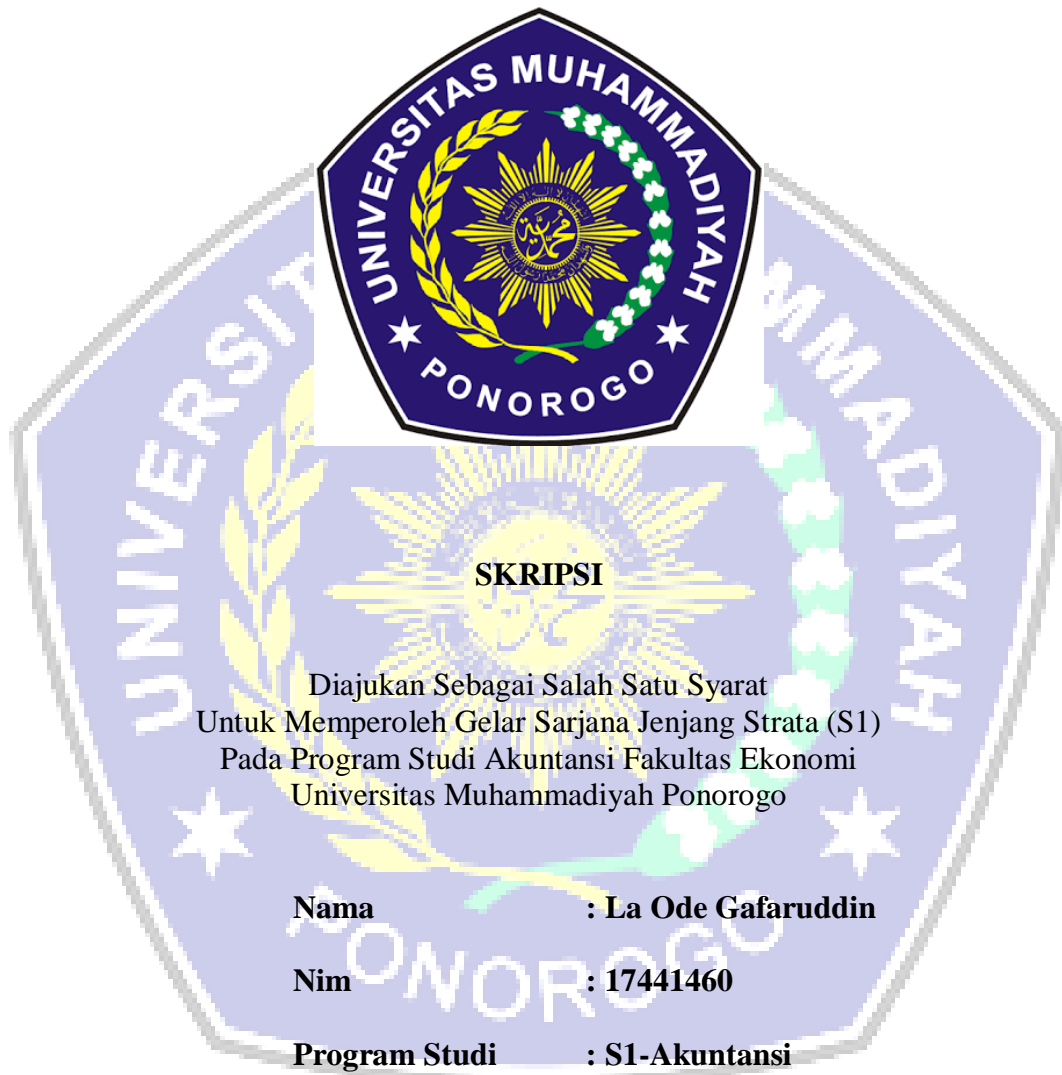 UNIVERSITAS MUHAMMADIYAH
PONOROGO
SKRIPSI
Diajukan Sebagai Salah Satu Syarat
Untuk Memperoleh Gelar Sarjana Jenjang Strata (S1)
Pada Program Studi Akuntansi Fakultas Ekonomi
Universitas Muhammadiyah Ponorogo
Nama : La Ode Gafaruddin
Nim : 17441460
Program Studi : S1-Akuntansi